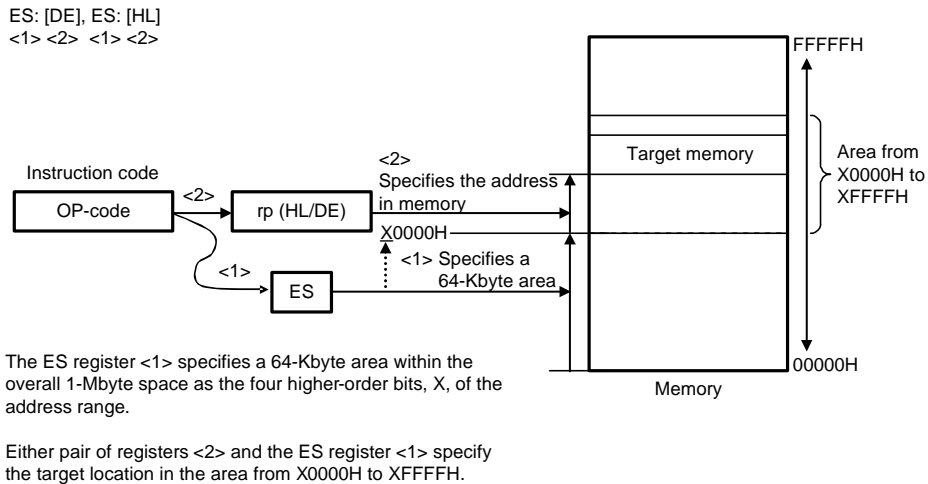 ES: [DE], ES: [HL]
<1> <2> <1> <2>
FFFFFH
Target memory
Area from
X0000H to
XFFFFH
Instruction code
OP-code
<2>
rp (HL/DE)
<2>
Specifies the address
in memory
X0000H
<1>
ES
<1> Specifies a
64-Kbyte area
00000H
Memory
The ES register <1> specifies a 64-Kbyte area within the
overall 1-Mbyte space as the four higher-order bits, X, of the
address range.
Either pair of registers <2> and the ES register <1> specify
the target location in the area from X0000H to XFFFFH.